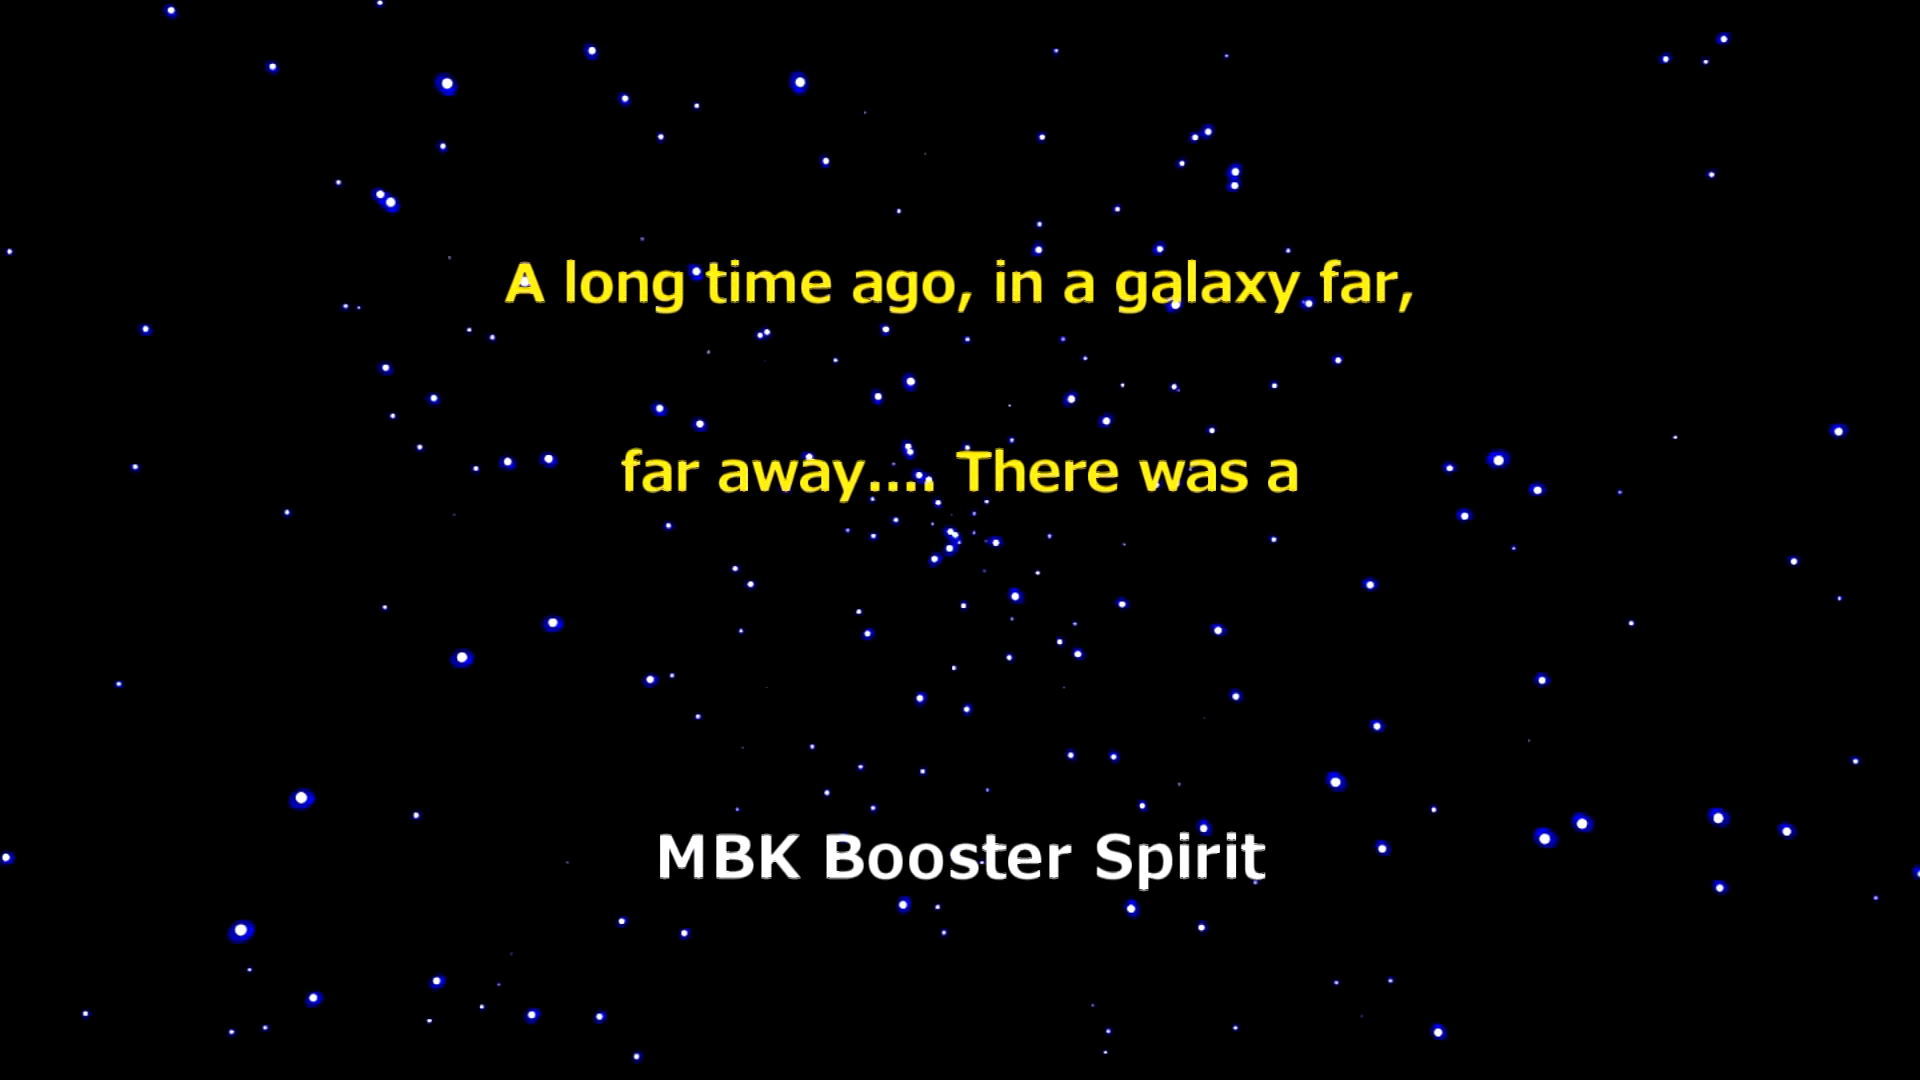 A long time ago, in a galaxy far,
far away.... There was a
MBK Booster Spirit